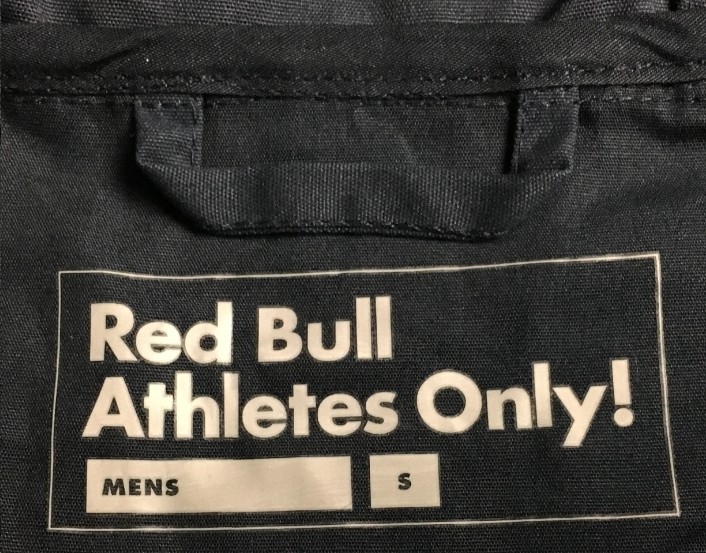 Red Bull
Athletes Only!
MENS S